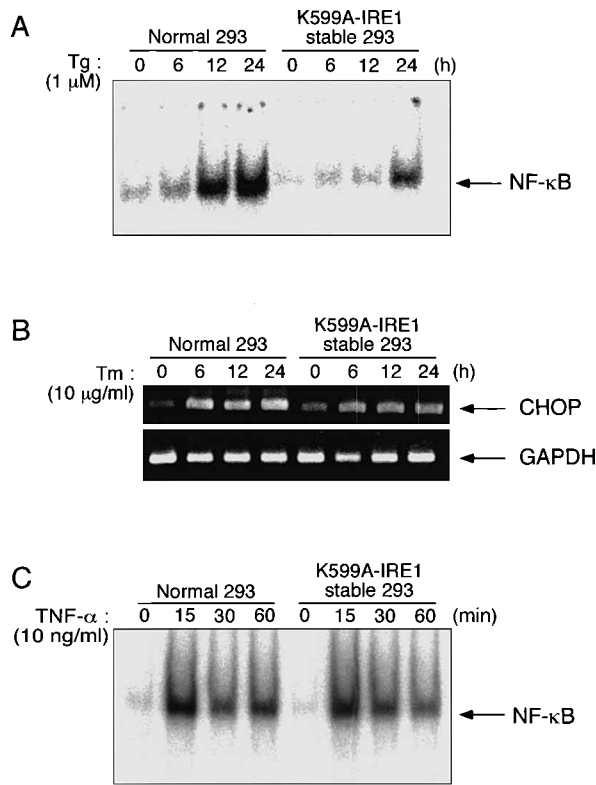 A
Normal 293
K599A-IRE1
stable 293
Tg :
(1 μM)
0 6 12 24 0 6 12 24 (h)
NF-κB
B
Normal 293
K599A-IRE1
stable 293
Tm :
(10 μg/ml)
0 6 12 24 0 6 12 24 (h)
CHOP
GAPDH
C
Normal 293
K599A-IRE1
stable 293
TNF-α :
(10 ng/ml)
0 15 30 60 0 15 30 60 (min)
NF-κB